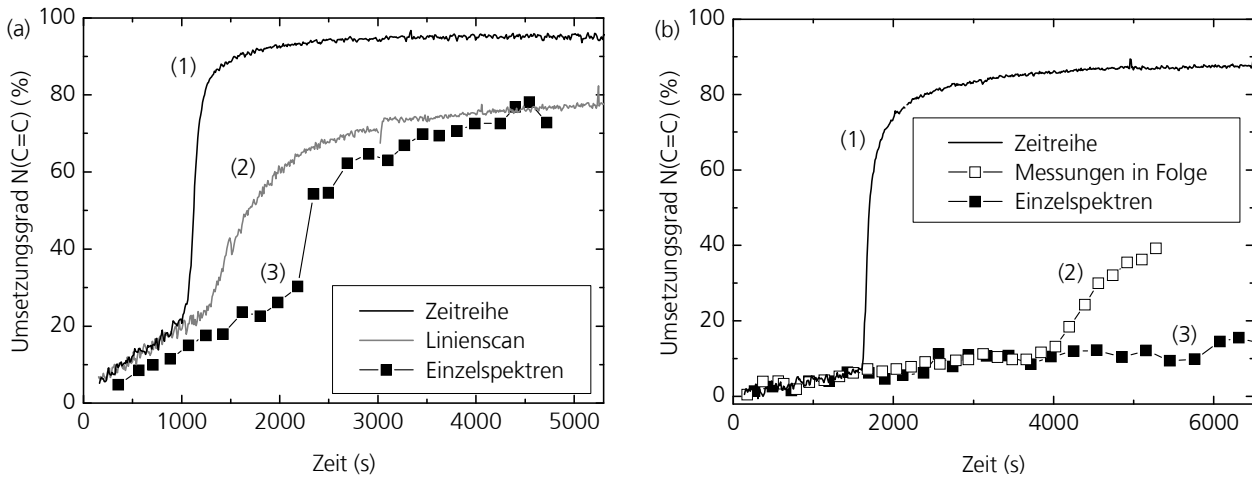 (a)
100
80
60
40
20
0
Umsetzungsgrad N(C=C) (%)
(1)
(2)
(3)
Zeitreihe
Linienscan
Einzelspektren
0 1000 2000 3000 4000 5000
Zeit (s)
(b)
100
80
60
40
20
0
Umsetzungsgrad N(C=C) (%)
(1)
Zeitreihe
Messungen in Folge
Einzelspektren
(2)
(3)
0 2000 4000 6000
Zeit (s)